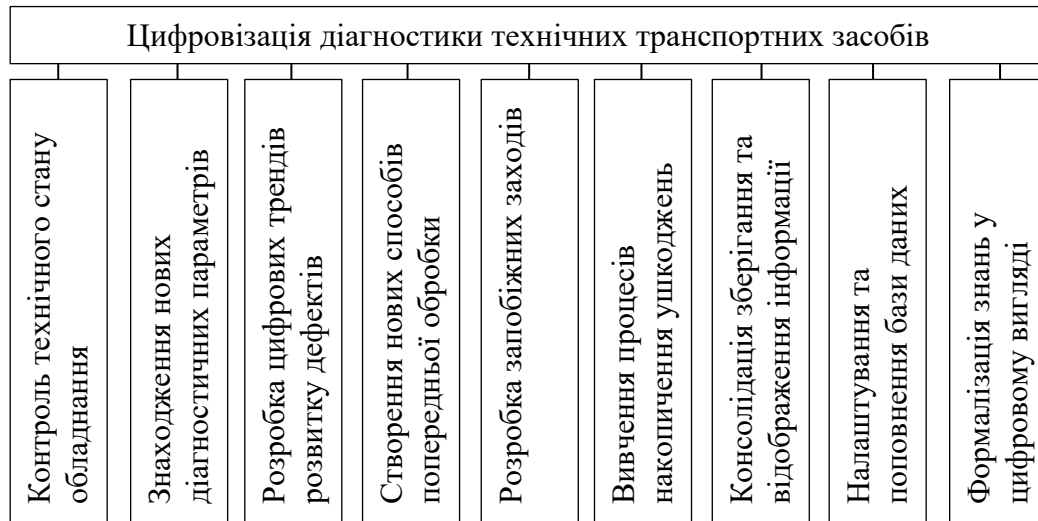 Цифровізація діагностики технічних транспортних засобів
Контроль технічного стану
обладнання
Знаходження нових
діагностичних параметрів
Розробка цифрових трендів
розвитку дефектів
Створення нових способів
попередньої обробки
Розробка запобіжних заходів
Вивчення процесів
накопичення ушкоджень
Консолідація зберігання та
відображення інформації
Налаштування та
поповнення бази даних
Формалізація знань у
цифровому вигляді